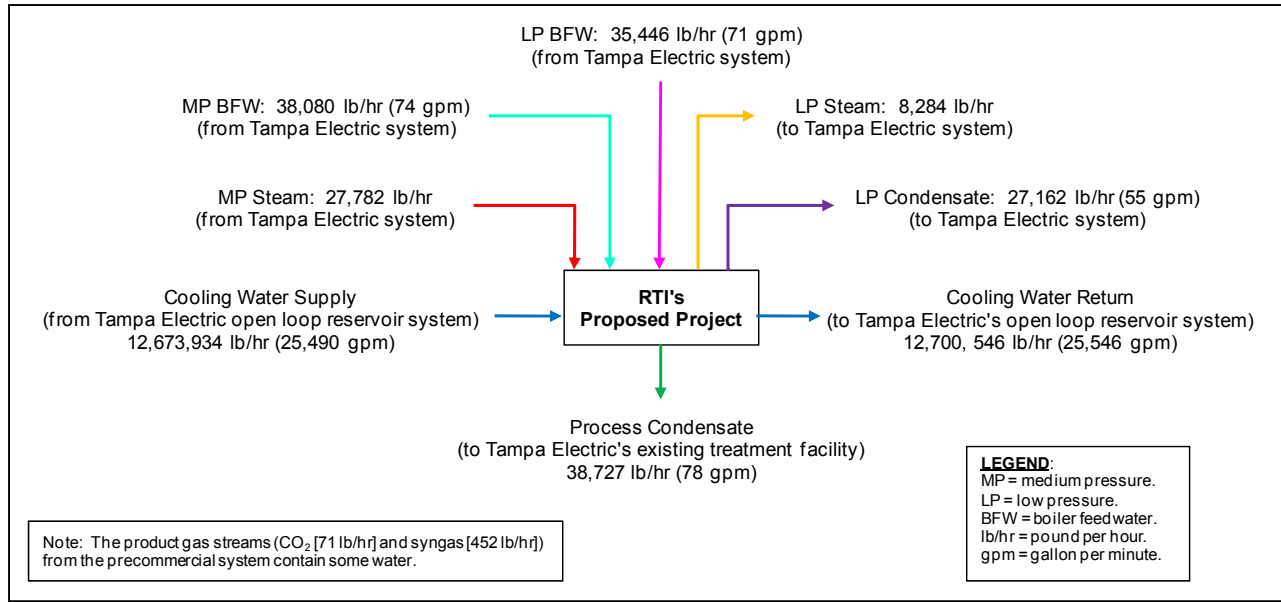 LP BFW: 35,446 lb/hr (71 gpm)
(from Tampa Electric system)
MP BFW: 38,080 lb/hr (74 gpm)
(from Tampa Electric system)
LP Steam: 8,284 lb/hr
(to Tampa Electric system)
MP Steam: 27,782 lb/hr
(from Tampa Electric system)
LP Condensate: 27,162 lb/hr (55 gpm)
(to Tampa Electric system)
Cooling Water Supply
(from Tampa Electric open loop reservoir system)
12,673,934 lb/hr (25,490 gpm)
RTI's
Proposed Project
Cooling Water Return
(to Tampa Electric's open loop reservoir system)
12,700, 546 lb/hr (25,546 gpm)
Process Condensate
(to Tampa Electric's existing treatment facility)
38,727 lb/hr (78 gpm)
Note: The product gas streams (CO₂ [71 lb/hr] and syngas [452 lb/hr])
from the precommercial system contain some water.
LEGEND:
MP = medium pressure.
LP = low pressure.
BFW = boiler feedwater.
lb/hr = pound per hour.
gpm = gallon per minute.